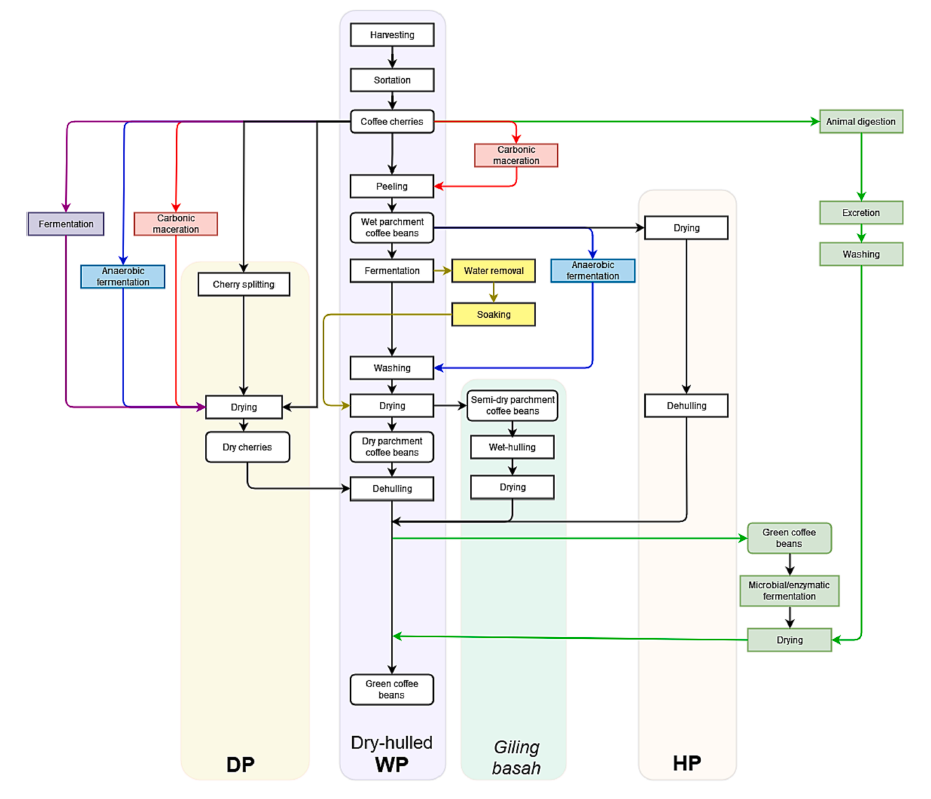 Harvesting
Sortation
Coffee cherries
Animal digestion
Carbonic
maceration
Peeling
Excretion
Fermentation
Carbonic
maceration
Wet parchment
coffee beans
Drying
Washing
Anaerobic
fermentation
Cherry splitting
Fermentation
Water removal
Anaerobic
fermentation
Soaking
Washing
Drying
Drying
Semi-dry parchment
coffee beans
Dehulling
Dry cherries
Dry parchment
coffee beans
Wet-hulling
Dehulling
Drying
Green coffee
beans
Microbial/enzymatic
fermentation
Drying
Green coffee
beans
DP
Dry-hulled
WP
Giling
basah
HP